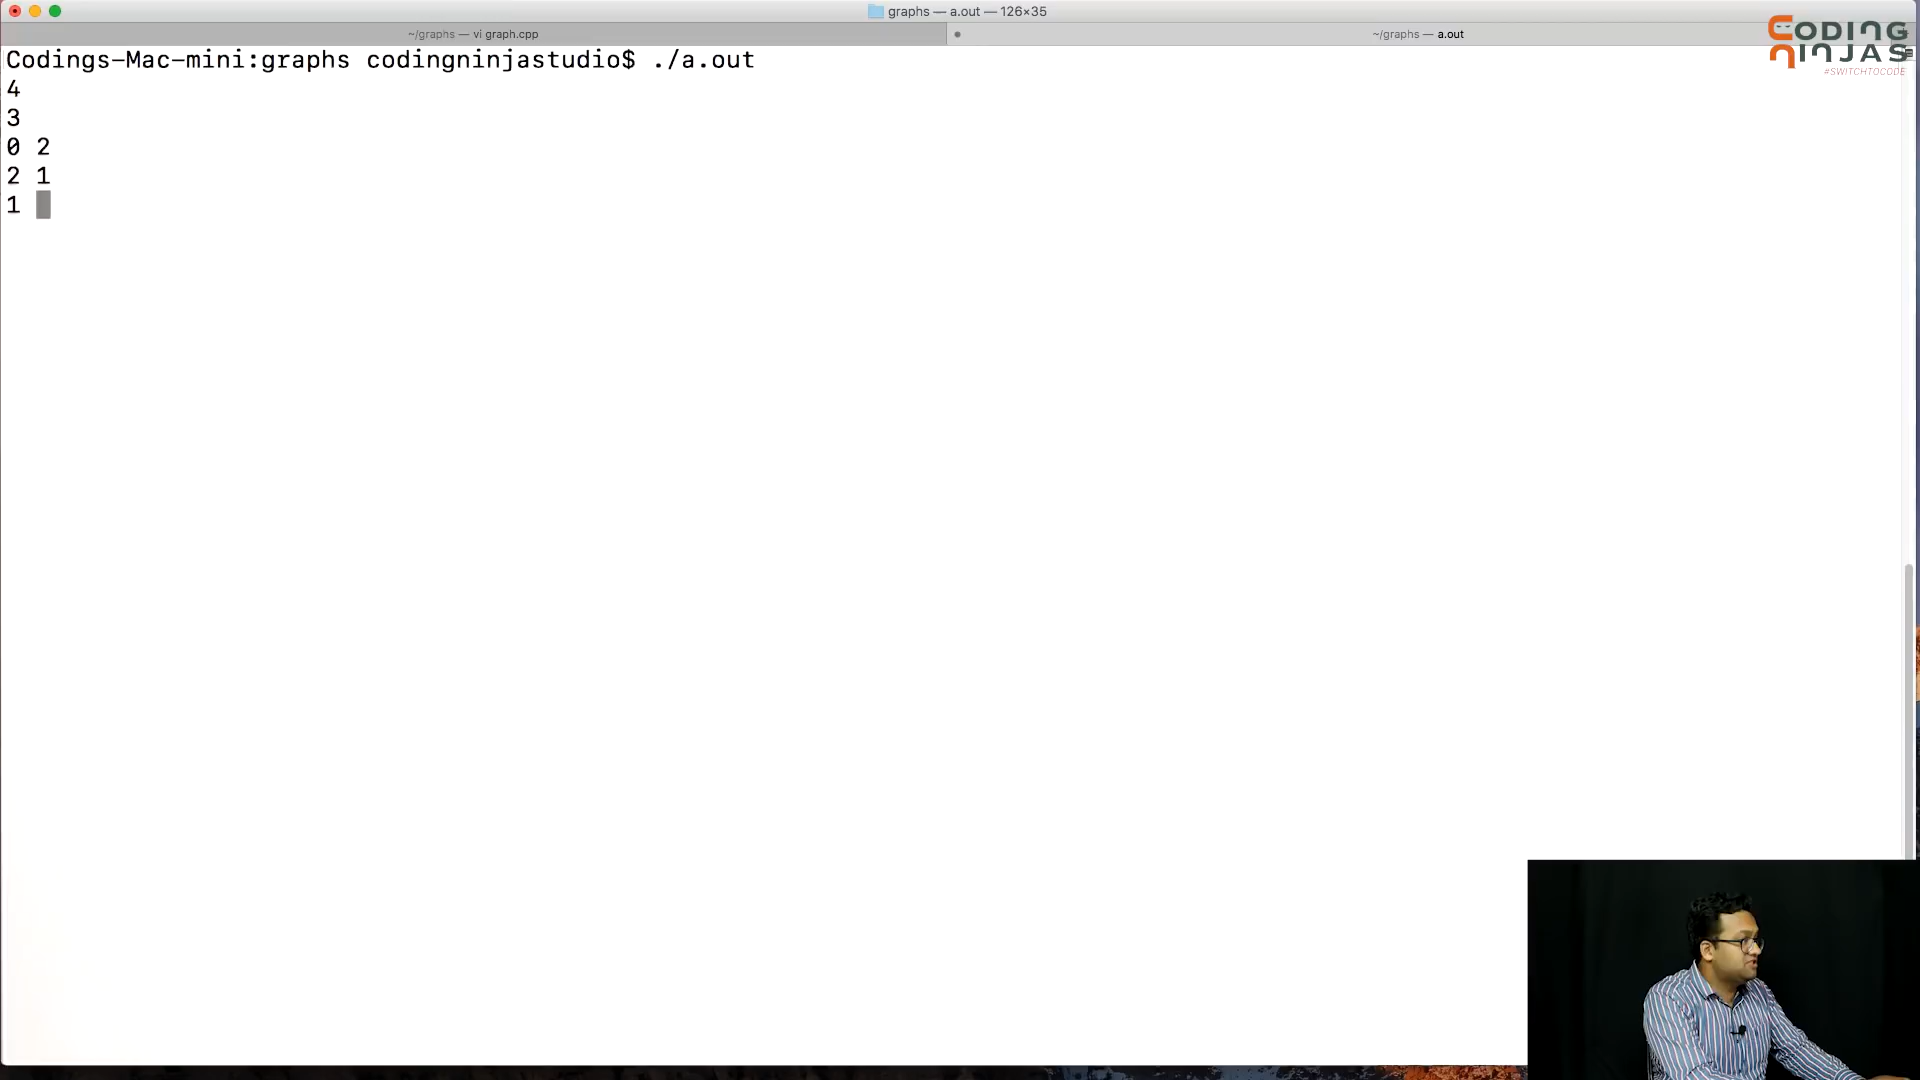 graphs — a.out — 126×35
~/graphs — vi graph.cpp
~/graphs — a.out
CODING
NINJAS
#SWITCHTOCODE
Codings-Mac-mini:graphs codingninjastudio$ ./a.out
4
3
0 2
2 1
1